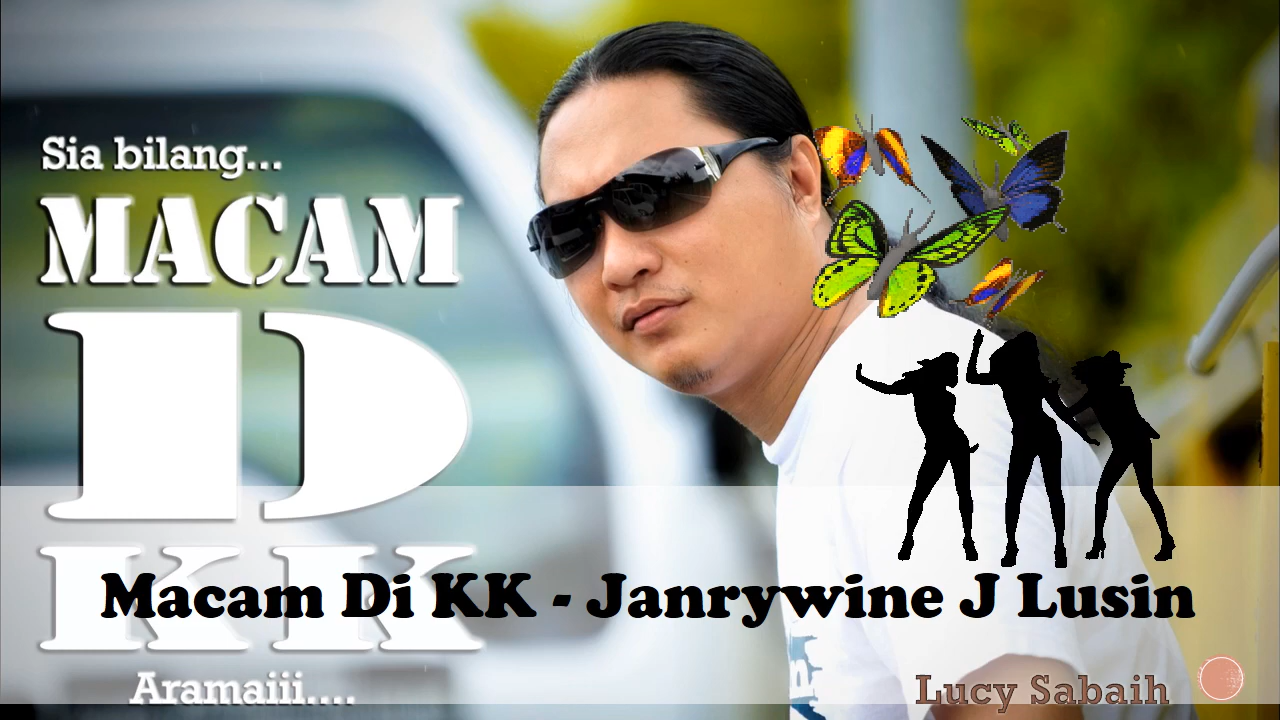 Sia bilang...
MACAM
D
KK
Macam Di KK - Janrywine J Lusin
Aramaiii....
Lucy Sabaih